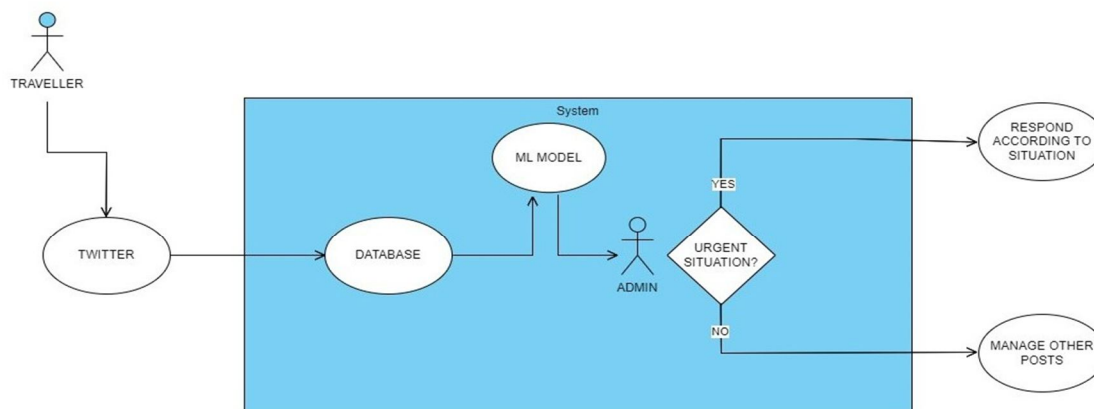 TRAVELLER
System
ML MODEL
RESPOND
ACCORDING TO
SITUATION
YES
TWITTER
DATABASE
ADMIN
URGENT
SITUATION?
NO
MANAGE OTHER
POSTS